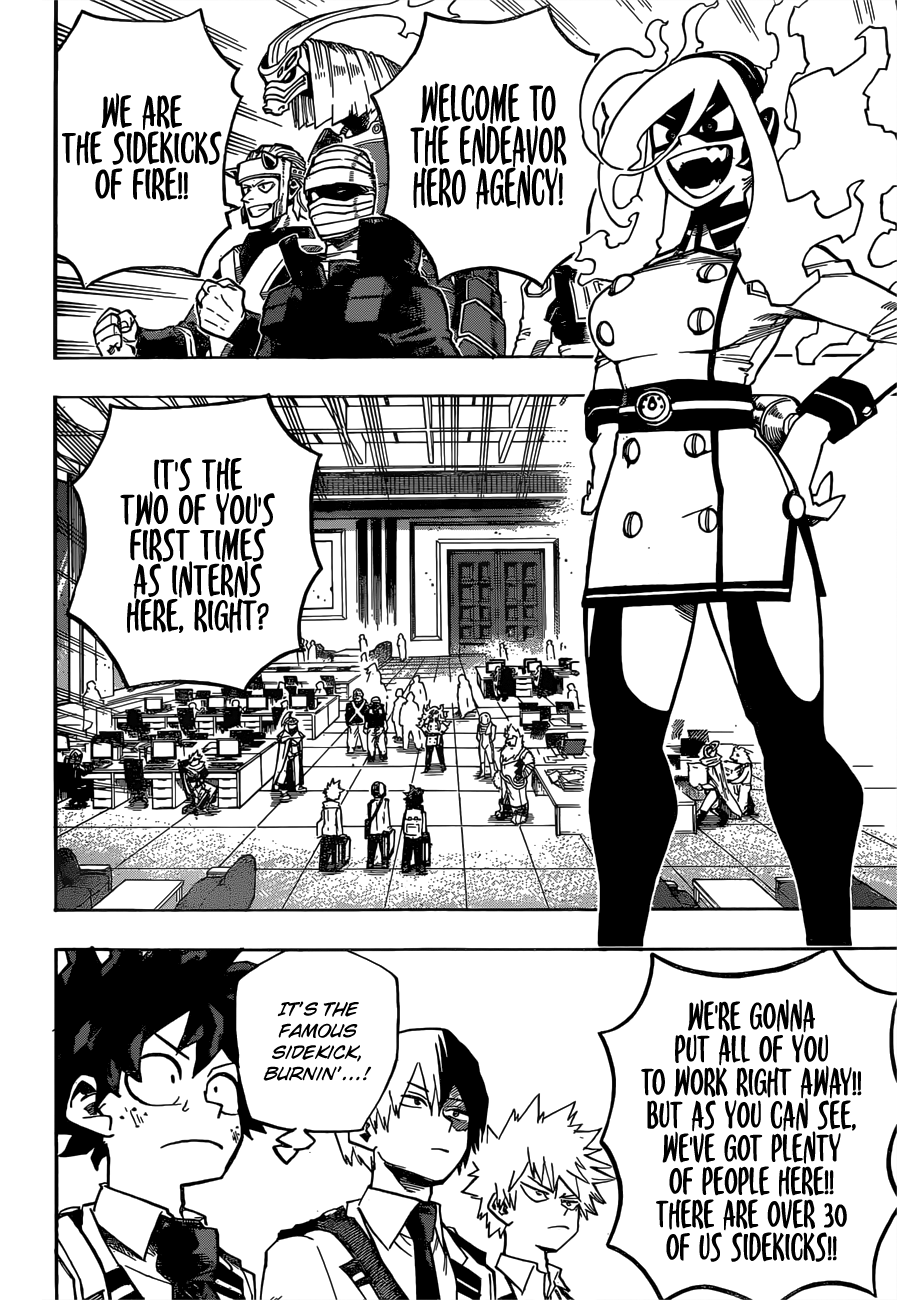 WELCOME TO
THE ENDEAVOR
HERO AGENCY!
WE ARE
THE SIDEKICKS
OF FIRE!!
IT'S THE
TWO OF YOU'S
FIRST TIMES
AS INTERNS
HERE, RIGHT?
WE'RE GONNA
PUT ALL OF YOU
TO WORK RIGHT AWAY!!
BUT AS YOU CAN SEE,
WE'VE GOT PLENTY
OF PEOPLE HERE!!
THERE ARE OVER 30
OF US SIDEKICKS!!
IT'S THE
FAMOUS
SIDEKICK,
BURNIN'...!